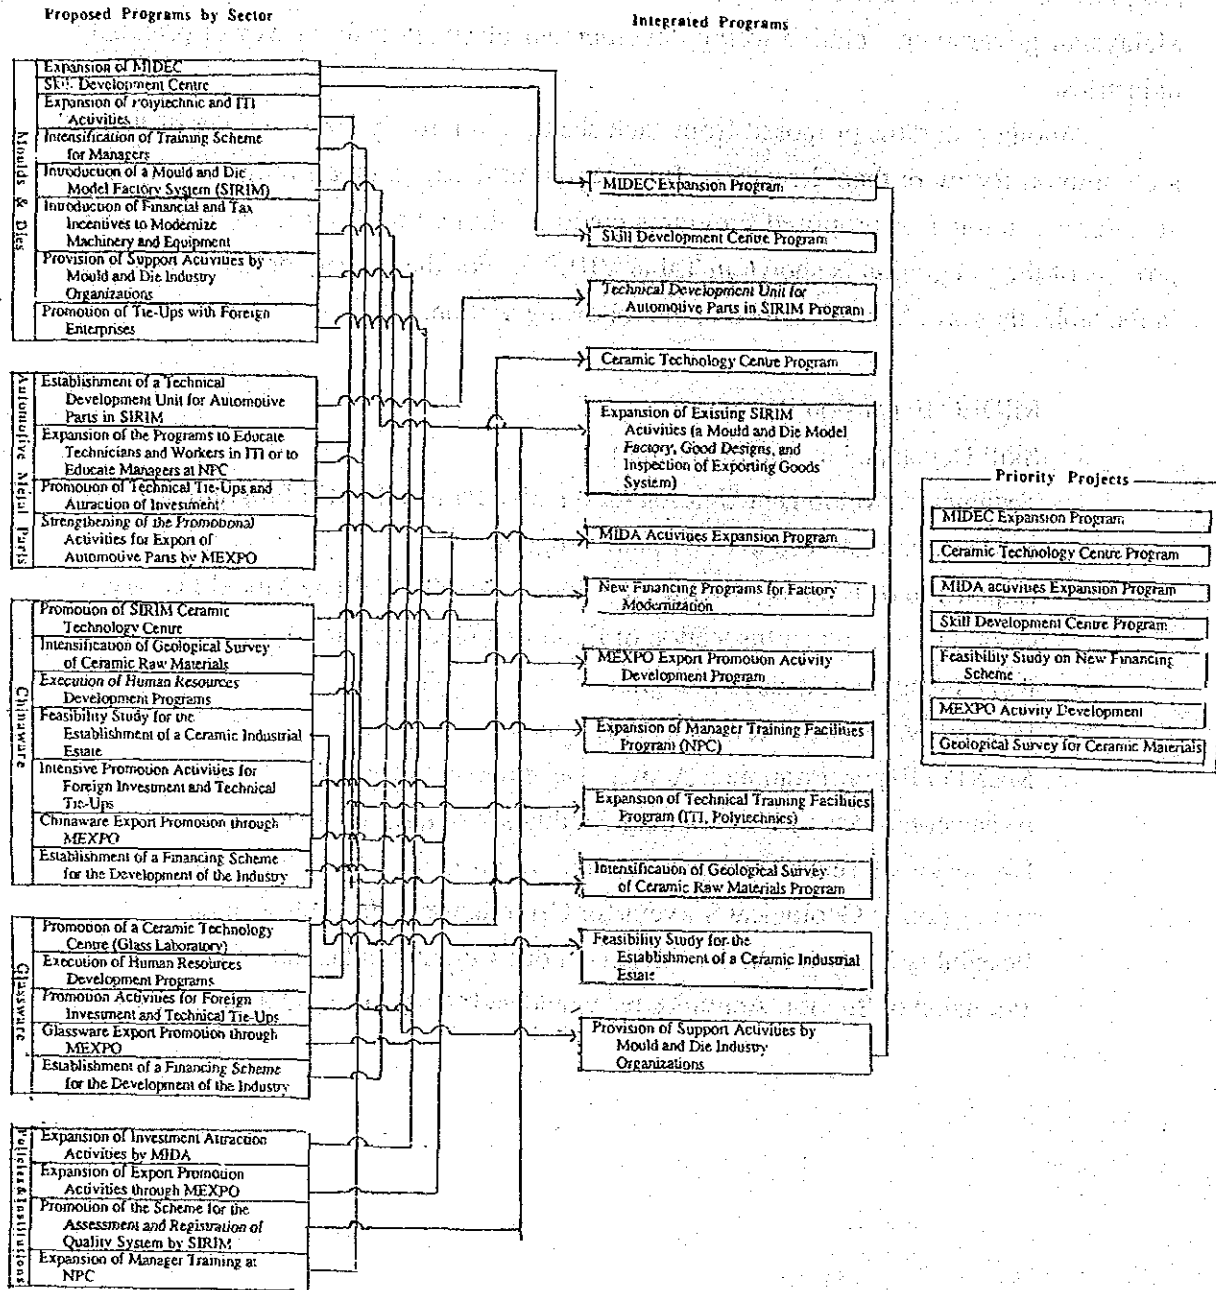 Proposed Programs by Sector
Integrated Programs
Moulds & Dies
Expansion of MIDEC
Skill Development Centre
Expansion of Polytechnic and ITI
Activities
Intensification of Training Scheme
for Managers
Introduction of a Mould and Die
Model Factory System (SIRIM)
Introduction of Financial and Tax
Incentives to Modernize
Machinery and Equipment
Provision of Support Activities by
Mould and Die Industry
Organizations
Promotion of Tie-Ups with Foreign
Enterprises
Automotive Metal Parts
Establishment of a Technical
Development Unit for Automotive
Parts in SIRIM
Expansion of the Programs to Educate
Technicians and Workers in ITI or to
Educate Managers at NPC
Promotion of Technical Tie-Ups and
Attraction of Investment
Strengthening of the Promotional
Activities for Export of
Automotive Parts by MEXPO
Chinaware
Promotion of SIRIM Ceramic
Technology Centre
Intensification of Geological Survey
of Ceramic Raw Materials
Execution of Human Resources
Development Programs
Feasibility Study for the
Establishment of a Ceramic Industrial
Estate
Intensive Promotion Activities for
Foreign Investment and Technical
Tie-Ups
Chinaware Export Promotion through
MEXPO
Establishment of a Financing Scheme
for the Development of the Industry
Glassware
Promotion of a Ceramic Technology
Centre (Glass Laboratory)
Execution of Human Resources
Development Programs
Promotion Activities for Foreign
Investment and Technical Tie-Ups
Glassware Export Promotion through
MEXPO
Establishment of a Financing Scheme
for the Development of the Industry
Policies & Institutions
Expansion of Investment Attraction
Activities by MIDA
Expansion of Export Promotion
Activities through MEXPO
Promotion of the Scheme for the
Assessment and Registration of
Quality System by SIRIM
Expansion of Manager Training at
NPC
MIDEC Expansion Program
Skill Development Centre Program
Technical Development Unit for
Automotive Parts in SIRIM Program
Ceramic Technology Centre Program
Expansion of Existing SIRIM
Activities (a Mould and Die Model
Factory, Good Designs, and
Inspection of Exporting Goods
System)
MIDA Activities Expansion Program
New Financing Programs for Factory
Modernization
MEXPO Export Promotion Activity
Development Program
Expansion of Manager Training Facilities
Program (NPC)
Expansion of Technical Training Facilities
Program (ITI, Polytechnics)
Intensification of Geological Survey
of Ceramic Raw Materials Program
Feasibility Study for the
Establishment of a Ceramic Industrial
Estate
Provision of Support Activities by
Mould and Die Industry
Organizations
Priority Projects
MIDEC Expansion Program
Ceramic Technology Centre Program
MIDA activities Expansion Program
Skill Development Centre Program
Feasibility Study on New Financing
Scheme
MEXPO Activity Development
Geological Survey for Ceramic Materials